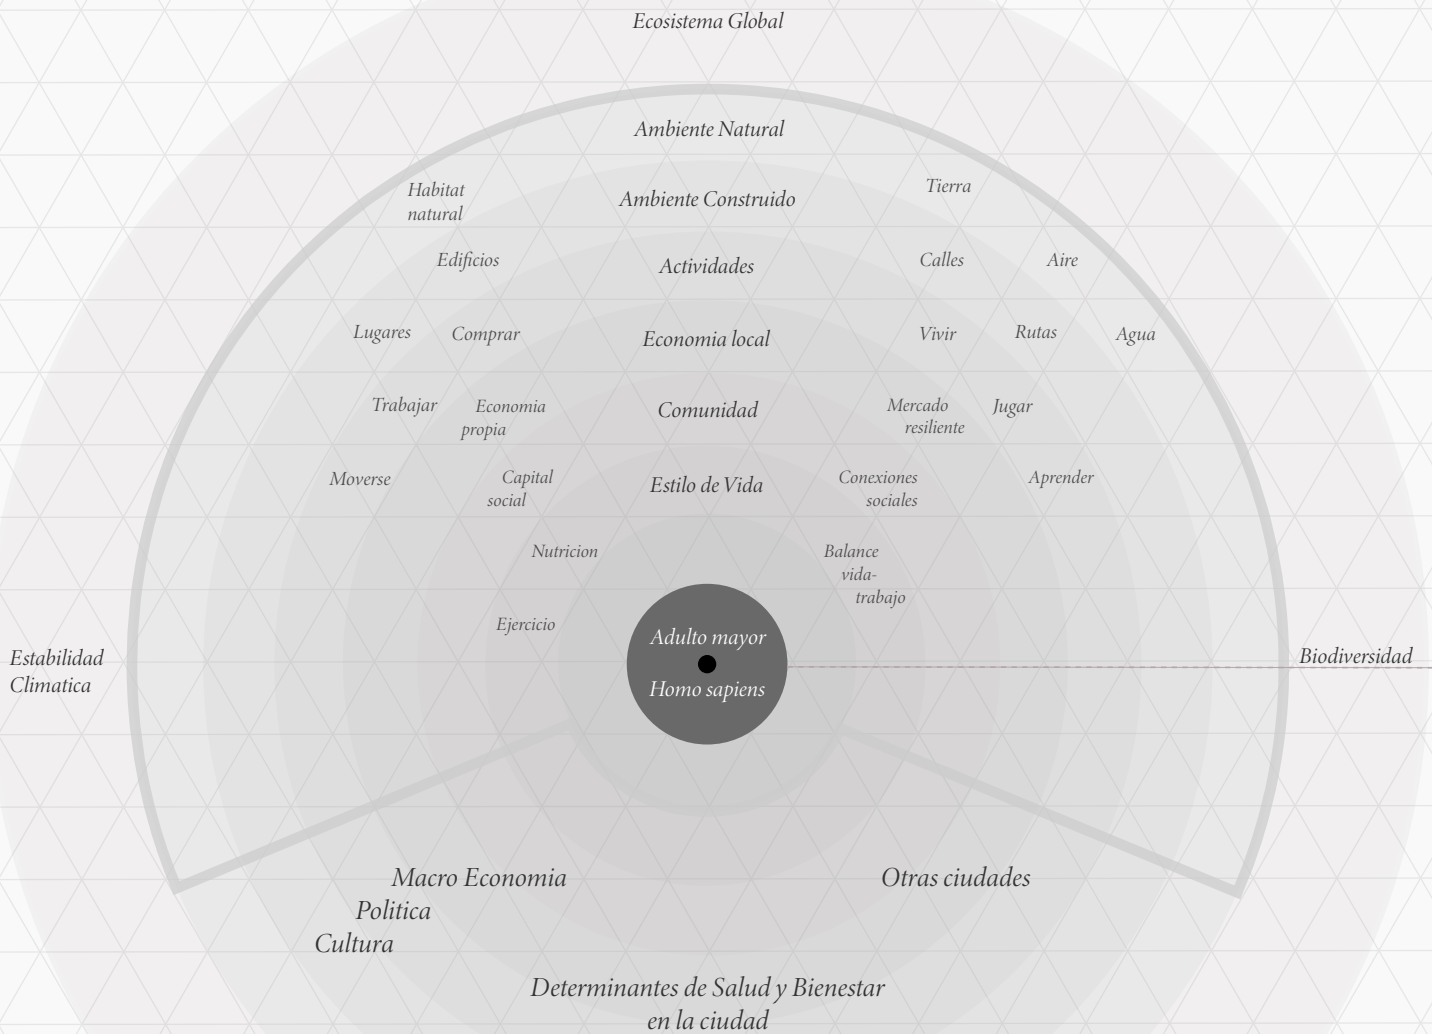 Ecosistema Global
Ambiente Natural
Habitat
natural
Ambiente Construido
Tierra
Edificios
Actividades
Calles
Aire
Lugares
Comprar
Economia local
Vivir
Rutas
Agua
Trabajar
Economia
propia
Comunidad
Mercado
resiliente
Jugar
Moverse
Capital
social
Estilo de Vida
Conexiones
sociales
Aprender
Nutricion
Balance
vida-
trabajo
Ejercicio
Adulto mayor
Homo sapiens
Estabilidad
Climatica
Biodiversidad
Macro Economia
Politica
Cultura
Otras ciudades
Determinantes de Salud y Bienestar
en la ciudad